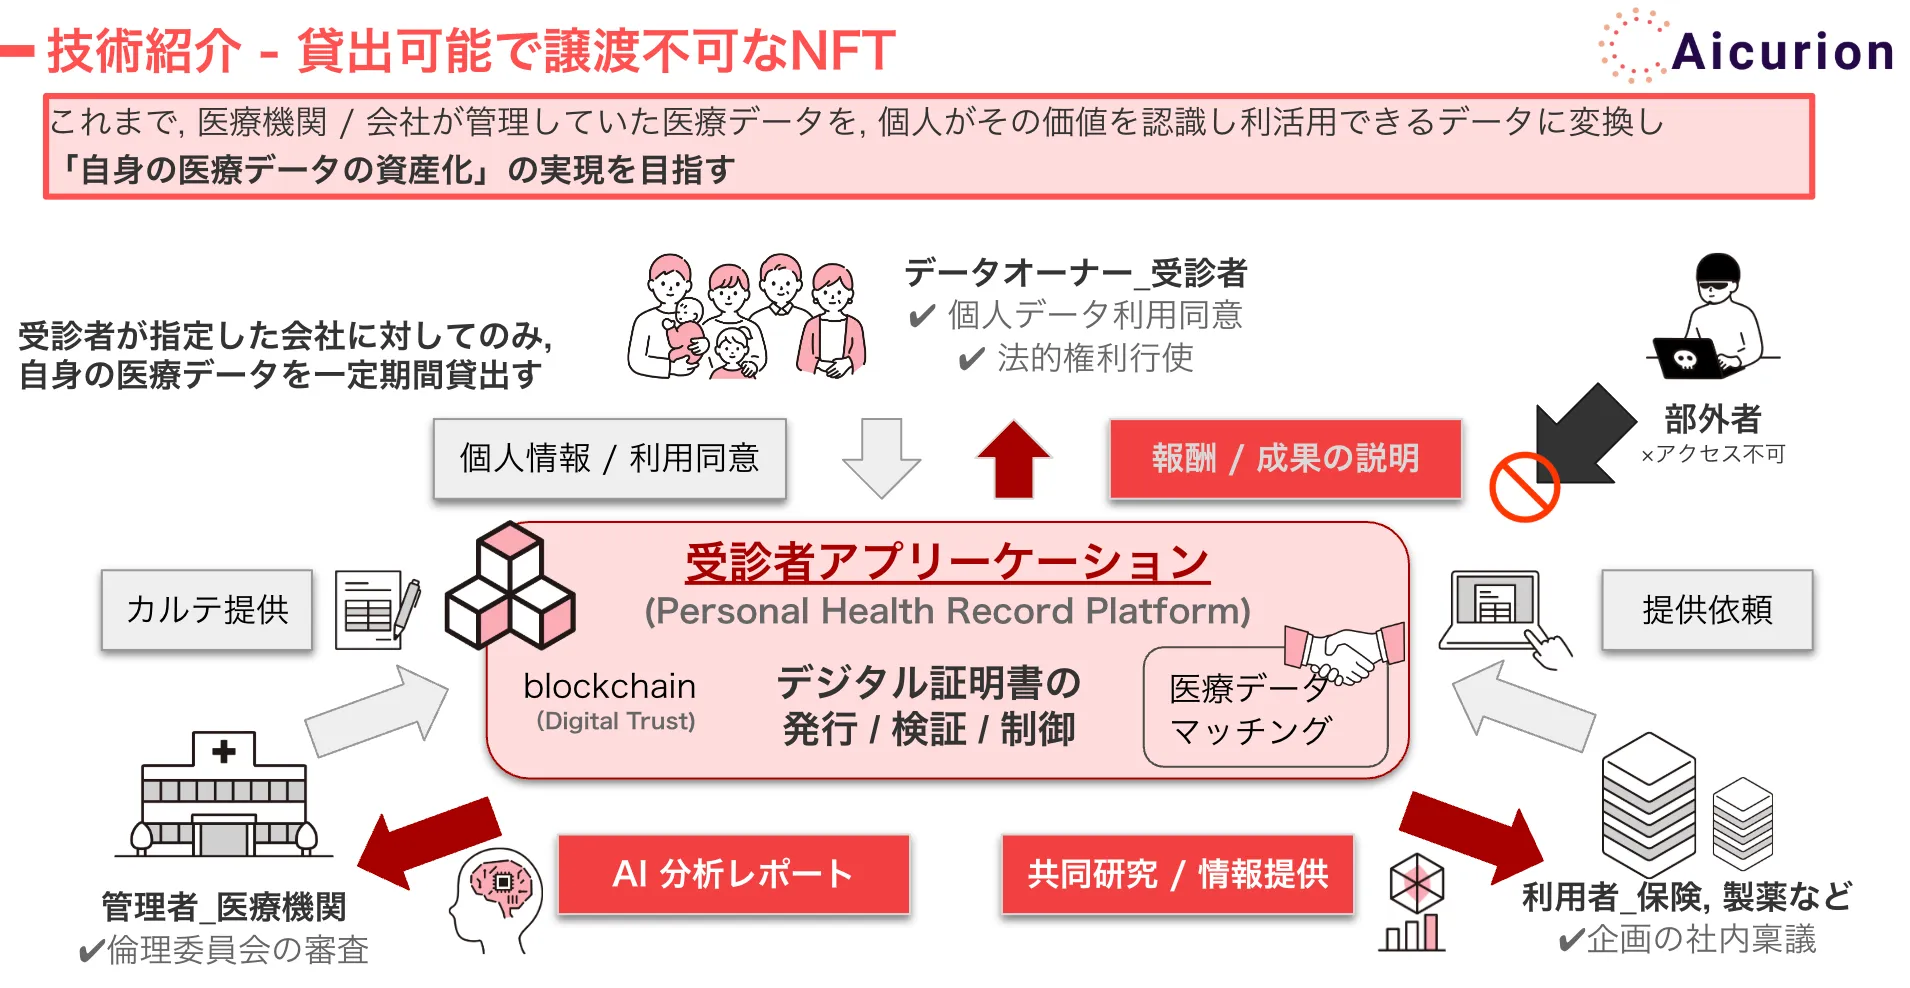 技術紹介 - 貸出可能で譲渡不可なNFT
Aicurion
これまで, 医療機関 / 会社が管理していた医療データを, 個人がその価値を認識し利活用できるデータに変換し
「自身の医療データの資産化」の実現を目指す
データオーナー_受診者
✔ 個人データ利用同意
✔ 法的権利行使
受診者が指定した会社に対してのみ,
自身の医療データを一定期間貸出す
部外者
×アクセス不可
個人情報 / 利用同意
報酬 / 成果の説明
受診者アプリーケーション
(Personal Health Record Platform)
カルテ提供
提供依頼
blockchain
(Digital Trust)
デジタル証明書の
発行 / 検証 / 制御
医療データ
マッチング
AI 分析レポート
共同研究 / 情報提供
管理者_医療機関
✔倫理委員会の審査
利用者_保険, 製薬など
✔企画の社内稟議